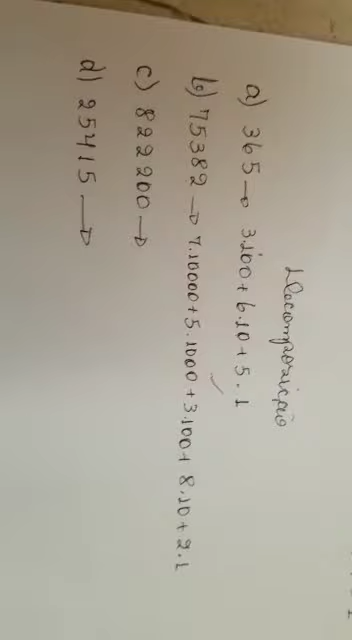 Decomposição
a) 365 → 3.100 + 6.10 + 5.1
b) 75382 → 7.10000 + 5.1000 + 3.100 + 8.10 + 2.1
c) 822200 →
d) 25415 →